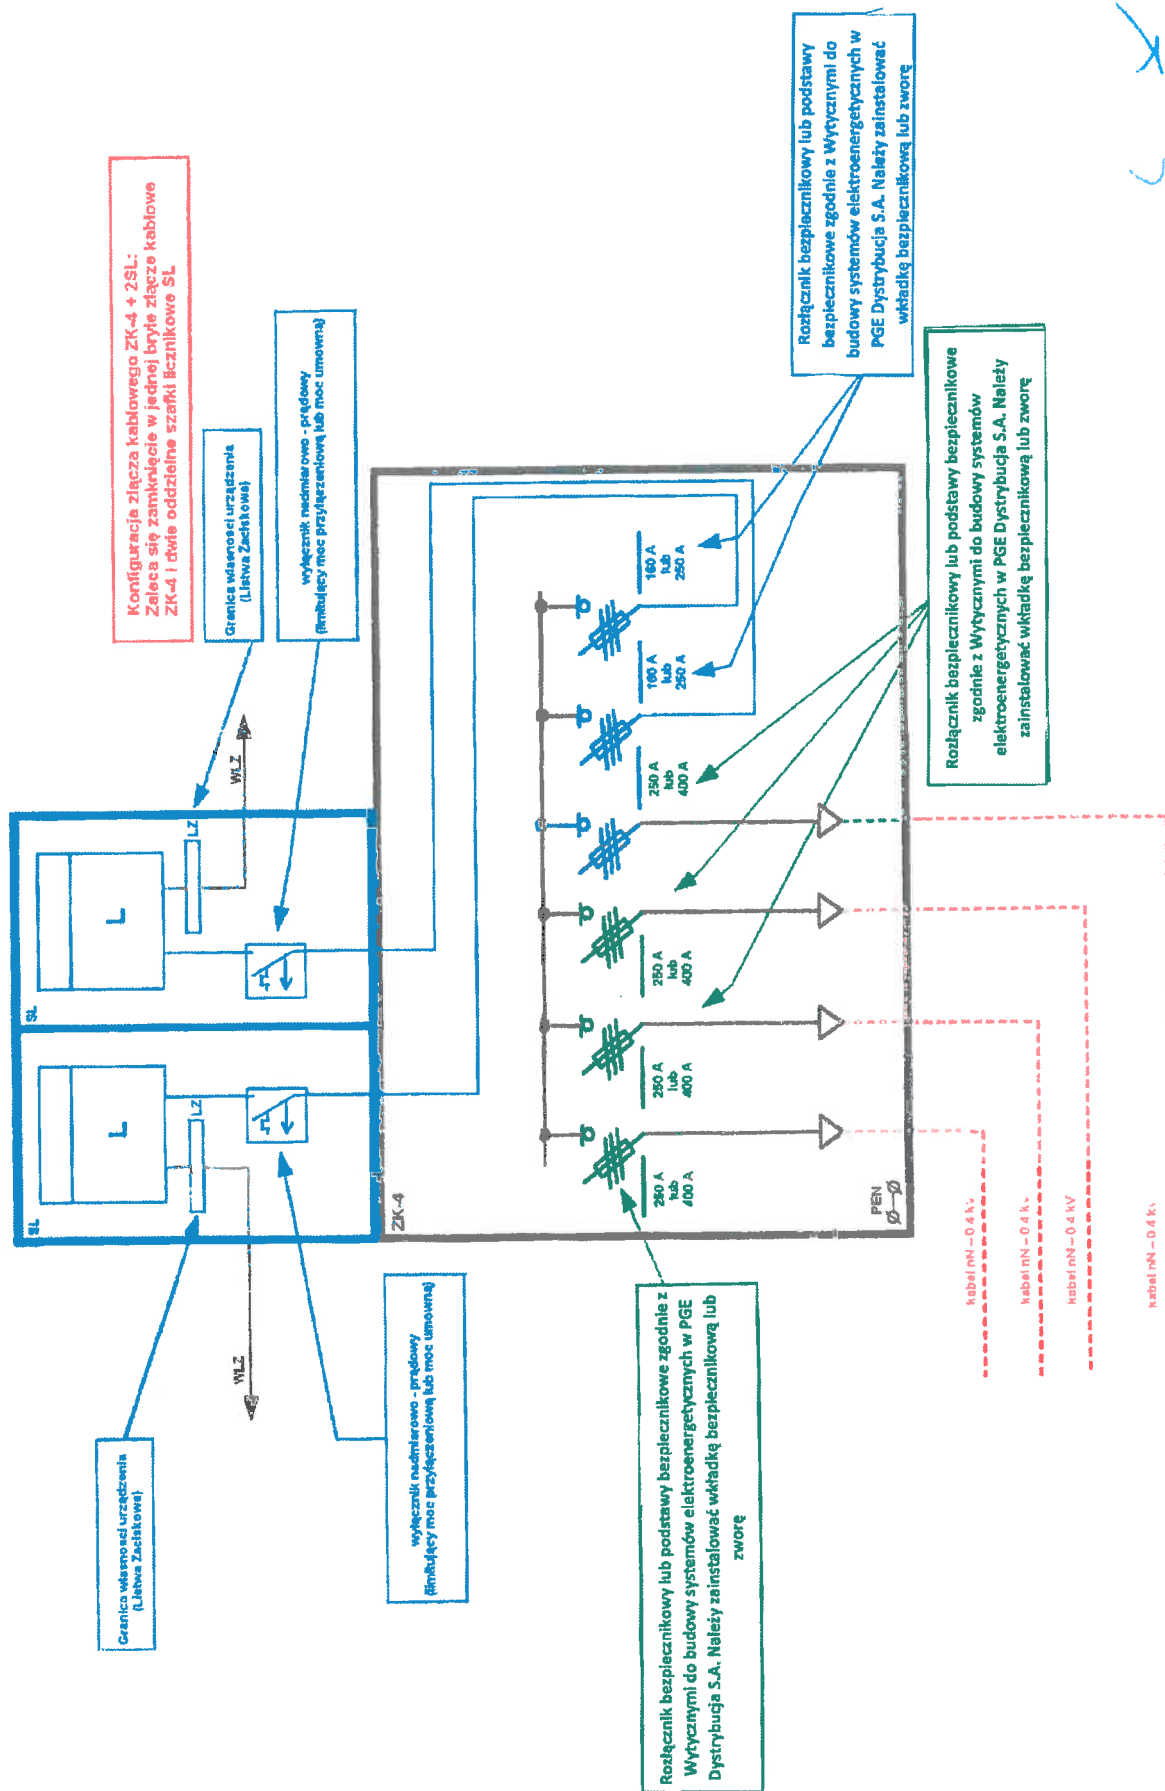 Konfiguracja złącza kablowego ZK-4 + 2SL:
Zaleca się zamknięcie w jednej bryle złącze kablowe
ZK-4 i dwie oddzielne szafki licznikowe SL
Granica własności urządzenia
(Listwa Zaciskowa)
wyłącznik nadmiarowo - prądowy
(limitujący moc przyłączeniową lub moc umowną)
Granica własności urządzenia
(Listwa Zaciskowa)
wyłącznik nadmiarowo - prądowy
(limitujący moc przyłączeniową lub moc umowną)
SL
L
LZ
WLZ
SL
L
LZ
WLZ
ZK-4
250 A
lub
400 A
250 A
lub
400 A
250 A
lub
400 A
250 A
lub
400 A
160 A
lub
250 A
160 A
lub
250 A
PEN
Rozłącznik bezpiecznikowy lub podstawy
bezpiecznikowe zgodnie z Wytycznymi do
budowy systemów elektroenergetycznych w
PGE Dystrybucja S.A. Należy zainstalować
wkładkę bezpiecznikową lub zworę
Rozłącznik bezpiecznikowy lub podstawy bezpiecznikowe
zgodnie z Wytycznymi do budowy systemów
elektroenergetycznych w PGE Dystrybucja S.A. Należy
zainstalować wkładkę bezpiecznikową lub zworę
Rozłącznik bezpiecznikowy lub podstawy bezpiecznikowe zgodnie z
Wytycznymi do budowy systemów elektroenergetycznych w PGE
Dystrybucja S.A. Należy zainstalować wkładkę bezpiecznikową lub
zworę
kabel nN - 0.4 kV
kabel nN - 0.4 kV
kabel nN - 0.4 kV
kabel nN - 0.4 kV